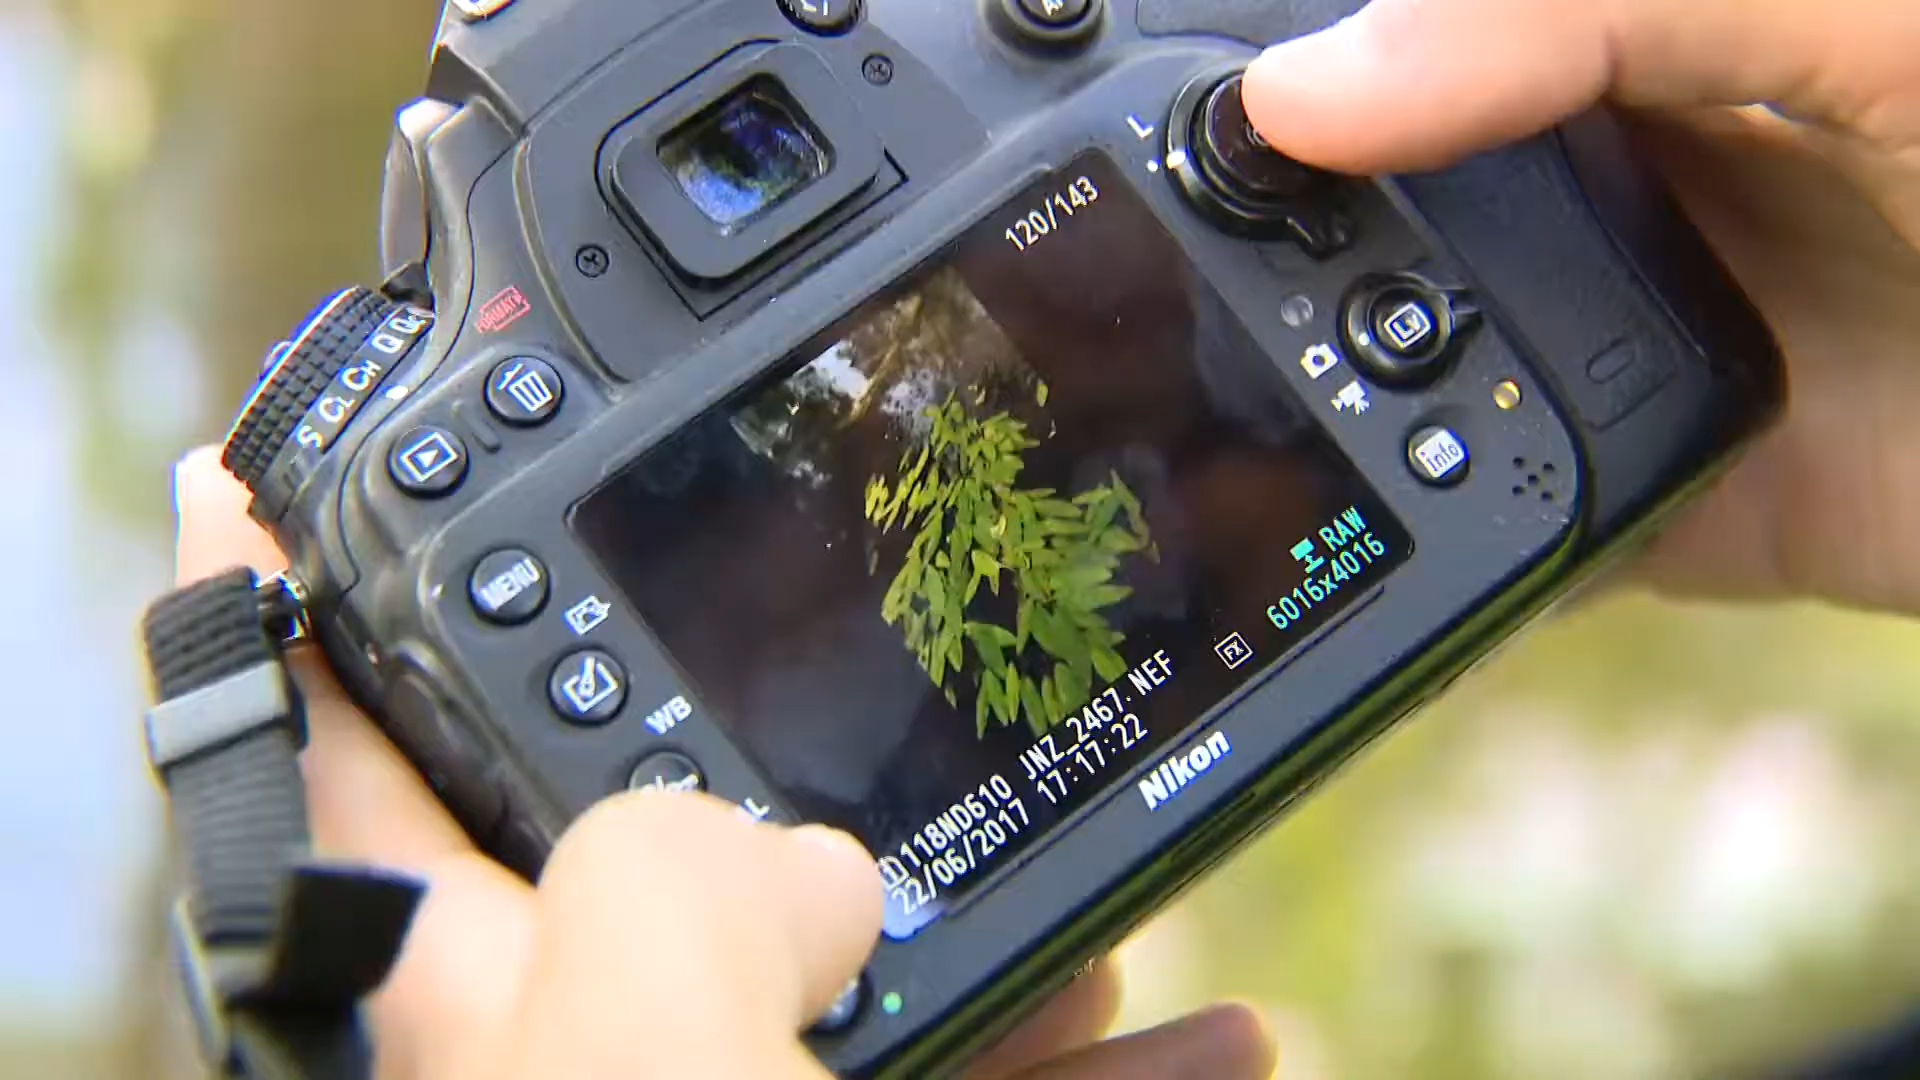 120/143
L
FORMAT
S CL CH Q Qc
Lv
info
MENU
WB
RAW
6016x4016
FX
118ND610 JNZ_2467.NEF
22/06/2017 17:17:22
Nikon